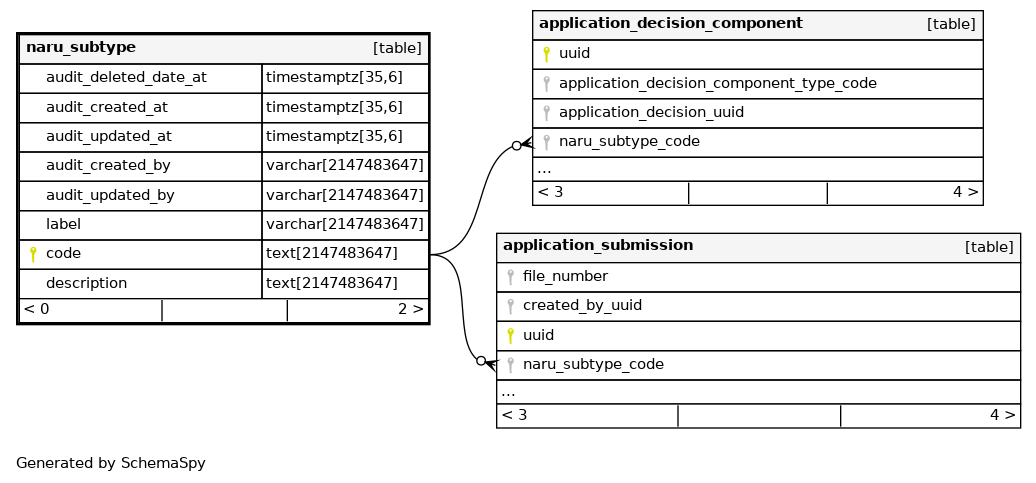 naru_subtype [table]
audit_deleted_date_at timestamptz[35,6]
audit_created_at timestamptz[35,6]
audit_updated_at timestamptz[35,6]
audit_created_by varchar[2147483647]
audit_updated_by varchar[2147483647]
label varchar[2147483647]
code text[2147483647]
description text[2147483647]
< 0 2 >
application_decision_component [table]
uuid
application_decision_component_type_code
application_decision_uuid
naru_subtype_code
...
< 3 4 >
application_submission [table]
file_number
created_by_uuid
uuid
naru_subtype_code
...
< 3 4 >
Generated by SchemaSpy